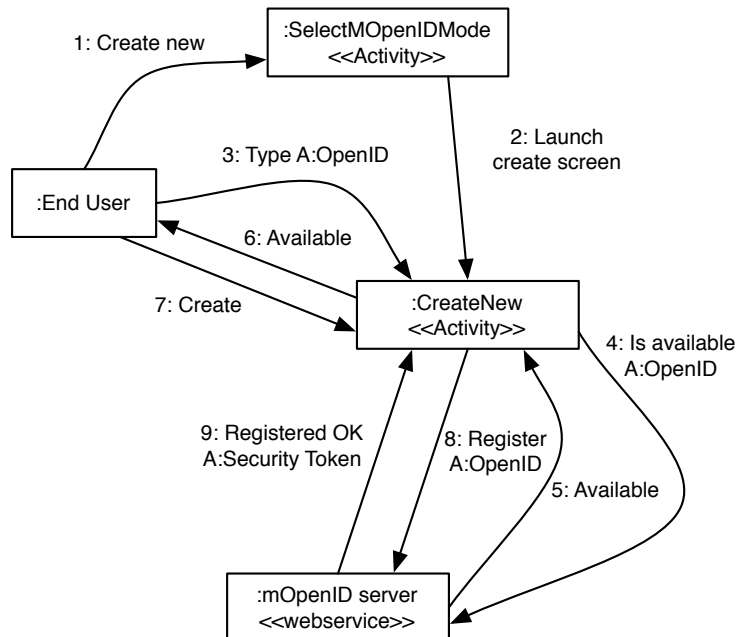 :SelectMOpenIDMode
<<Activity>>
1: Create new
2: Launch
create screen
3: Type A:OpenID
:End User
6: Available
7: Create
:CreateNew
<<Activity>>
4: Is available
A:OpenID
9: Registered OK
A:Security Token
8: Register
A:OpenID
5: Available
:mOpenID server
<<webservice>>